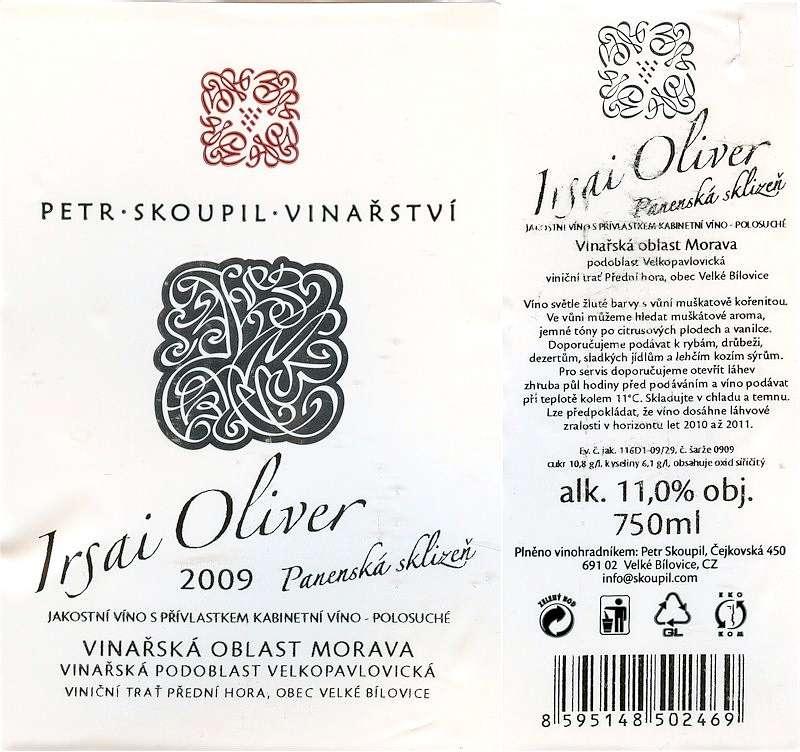 PETR · SKOUPIL · VINAŘSTVÍ
Irsai Oliver
2009 Panenská sklizeň
JAKOSTNÍ VÍNO S PŘÍVLASTKEM KABINETNÍ VÍNO - POLOSUCHÉ
VINAŘSKÁ OBLAST MORAVA
VINAŘSKÁ PODOBLAST VELKOPAVLOVICKÁ
VINIČNÍ TRAŤ PŘEDNÍ HORA, OBEC VELKÉ BÍLOVICE
Irsai Oliver
Panenská sklizeň
JAKOSTNÍ VÍNO S PŘÍVLASTKEM KABINETNÍ VÍNO - POLOSUCHÉ
Vinařská oblast Morava
podoblast Velkopavlovická
viniční trať Přední hora, obec Velké Bílovice
Víno světle žluté barvy s vůní muškatově kořenitou.
Ve vůni můžeme hledat muškátové aroma,
jemné tóny po citrusových plodech a vanilce.
Doporučujeme podávat k rybám, drůbeži,
dezertům, sladkých jídlům a lehčím kozím sýrům.
Pro servis doporučujeme otevřít láhev
zhruba půl hodiny před podáváním a víno podávat
při teplotě kolem 11°C. Skladujte v chladu a temnu.
Lze předpokládat, že víno dosáhne láhvové
zralosti v horizontu let 2010 až 2011.
Ev. č. jak. 116D1-09/29, č. šarže 0909
cukr 10,8 g/l, kyseliny 6,1 g/l, obsahuje oxid siřičitý
alk. 11,0% obj.
750ml
Plněno vinohradníkem: Petr Skoupil, Čejkovská 450
691 02 Velké Bílovice, CZ
info@skoupil.com
ZELENÝ BOD
GL
EKO
KOM
8 595148 502469